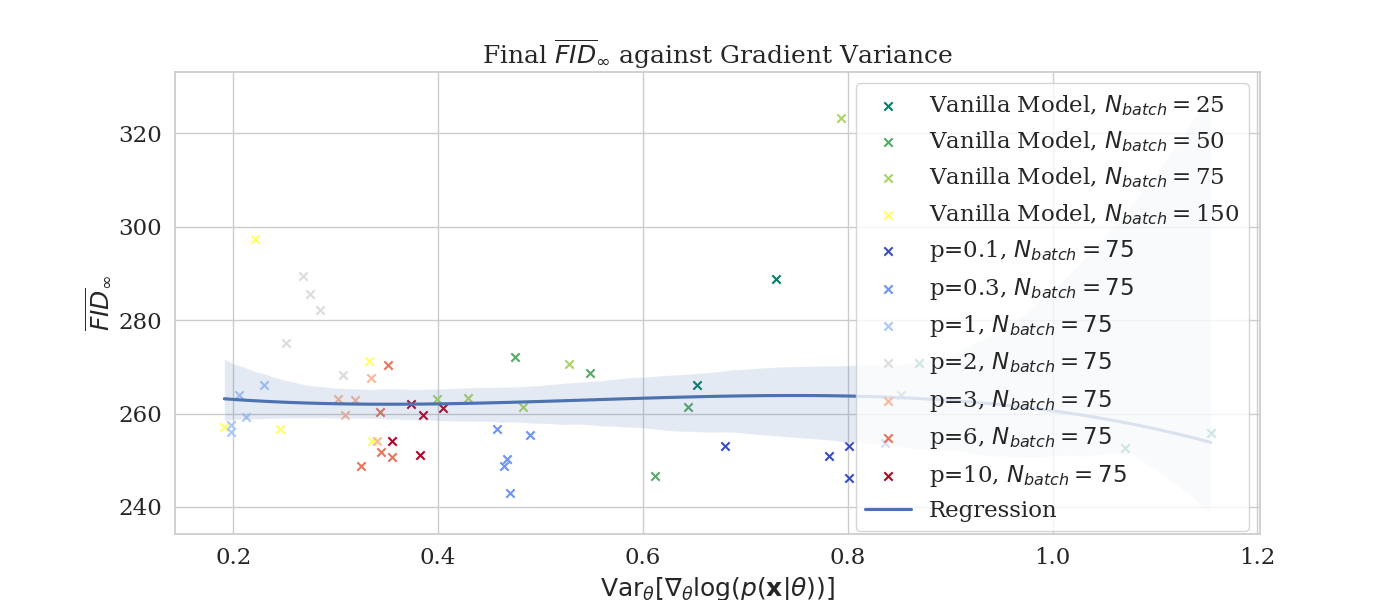 Final $\overline{FID}_\infty$ against Gradient Variance
320
300
280
260
240
$\overline{FID}_\infty$
Vanilla Model, $N_{batch} = 25$
Vanilla Model, $N_{batch} = 50$
Vanilla Model, $N_{batch} = 75$
Vanilla Model, $N_{batch} = 150$
p=0.1, $N_{batch} = 75$
p=0.3, $N_{batch} = 75$
p=1, $N_{batch} = 75$
p=2, $N_{batch} = 75$
p=3, $N_{batch} = 75$
p=6, $N_{batch} = 75$
p=10, $N_{batch} = 75$
Regression
0.2 0.4 0.6 0.8 1.0 1.2
$\mathrm{Var}_\theta[\nabla_\theta \log(p(\mathbf{x}|\theta))]$